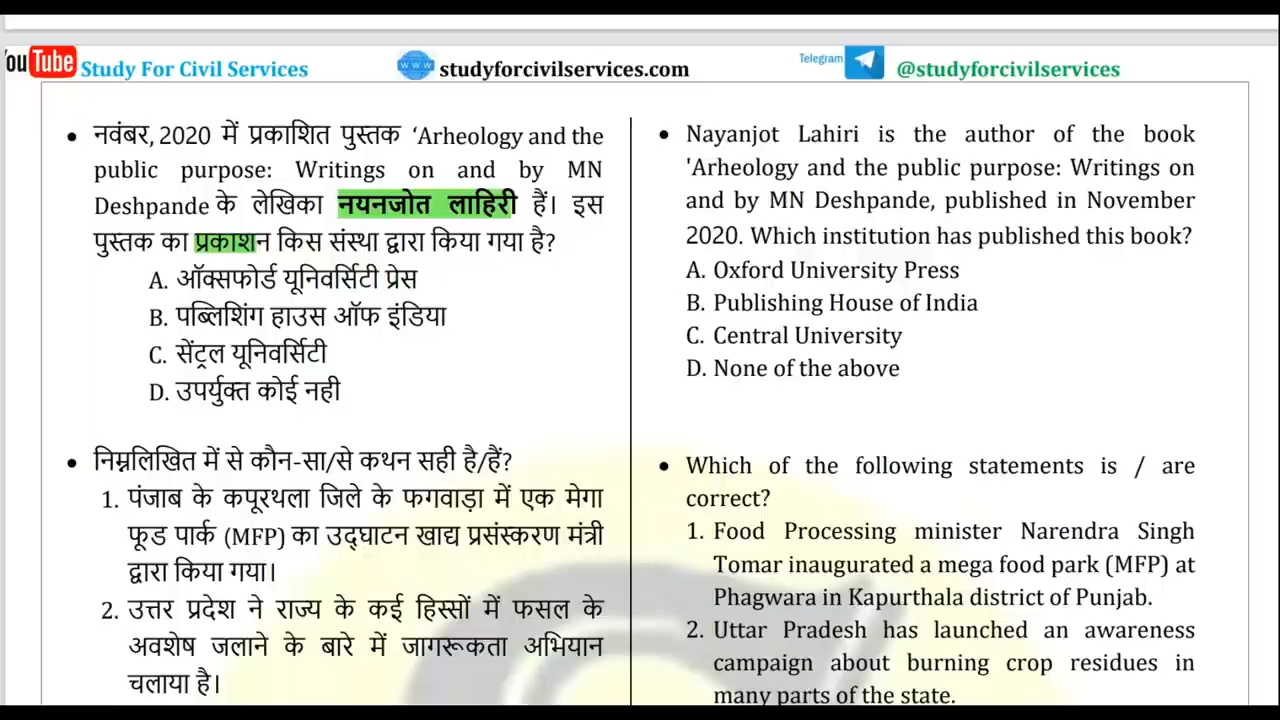 YouTube Study For Civil Services
www studyforcivilservices.com
Telegram @studyforcivilservices
• नवंबर, 2020 में प्रकाशित पुस्तक ‘Arheology and the
public purpose: Writings on and by MN
Deshpande के लेखिका नयनजोत लाहिरी हैं। इस
पुस्तक का प्रकाशन किस संस्था द्वारा किया गया है?
A. ऑक्सफोर्ड यूनिवर्सिटी प्रेस
B. पब्लिशिंग हाउस ऑफ इंडिया
C. सेंट्रल यूनिवर्सिटी
D. उपर्युक्त कोई नही
• निम्नलिखित में से कौन-सा/से कथन सही है/हैं?
1. पंजाब के कपूरथला जिले के फगवाड़ा में एक मेगा
फूड पार्क (MFP) का उद्घाटन खाद्य प्रसंस्करण मंत्री
द्वारा किया गया।
2. उत्तर प्रदेश ने राज्य के कई हिस्सों में फसल के
अवशेष जलाने के बारे में जागरूकता अभियान
चलाया है।
• Nayanjot Lahiri is the author of the book
'Arheology and the public purpose: Writings on
and by MN Deshpande, published in November
2020. Which institution has published this book?
A. Oxford University Press
B. Publishing House of India
C. Central University
D. None of the above
• Which of the following statements is / are
correct?
1. Food Processing minister Narendra Singh
Tomar inaugurated a mega food park (MFP) at
Phagwara in Kapurthala district of Punjab.
2. Uttar Pradesh has launched an awareness
campaign about burning crop residues in
many parts of the state.